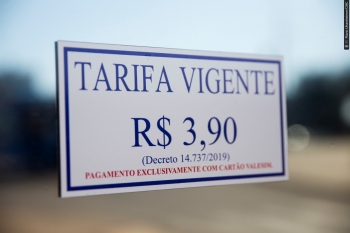 TARIFA VIGENTE
R$ 3,90
(Decreto 14.737/2019)
PAGAMENTO EXCLUSIVAMENTE COM CARTÃO VALESIM.